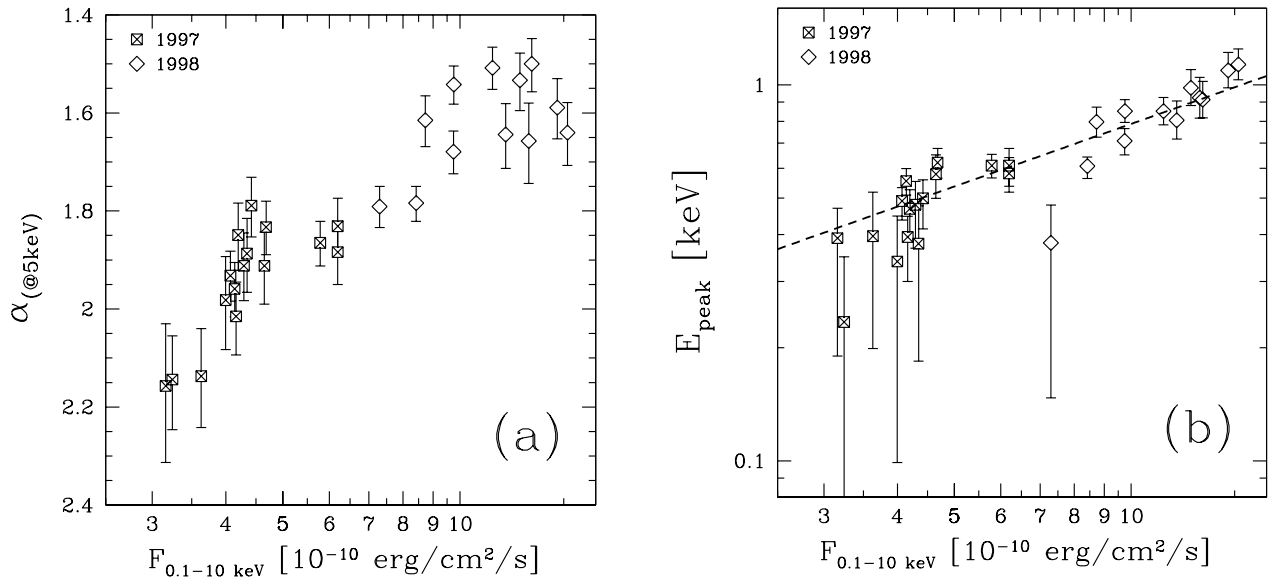 1.4
1.6
1.8
2
2.2
2.4
α(@5keV)
1997
1998
(a)
3 4 5 6 7 8 9 10
F0.1−10 keV [10−10 erg/cm2/s]
1
0.1
Epeak [keV]
1997
1998
(b)
3 4 5 6 7 8 9 10
F0.1−10 keV [10−10 erg/cm2/s]